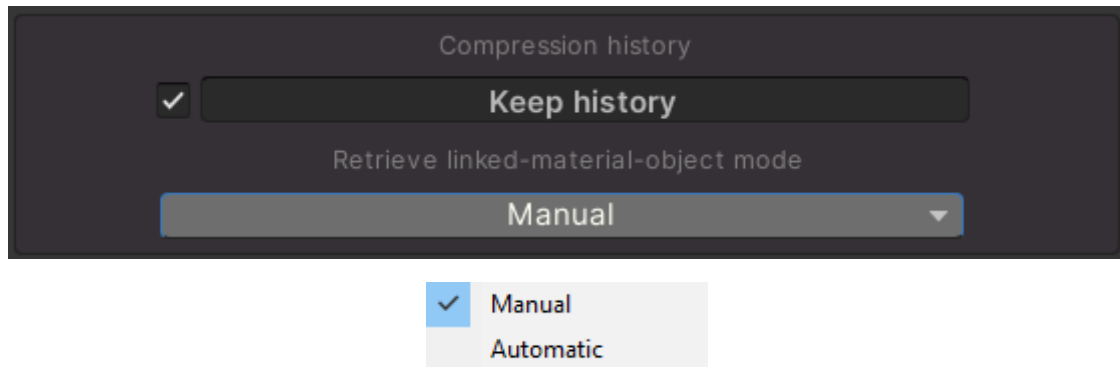 Compression history
Keep history
Retrieve linked-material-object mode
Manual
Manual
Automatic